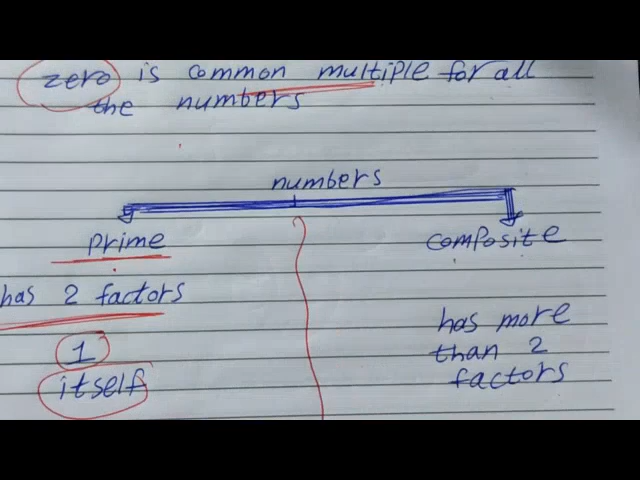 zero is common multiple for all
the numbers
numbers
prime
composite
has 2 factors
1
itself
has more
than 2
factors